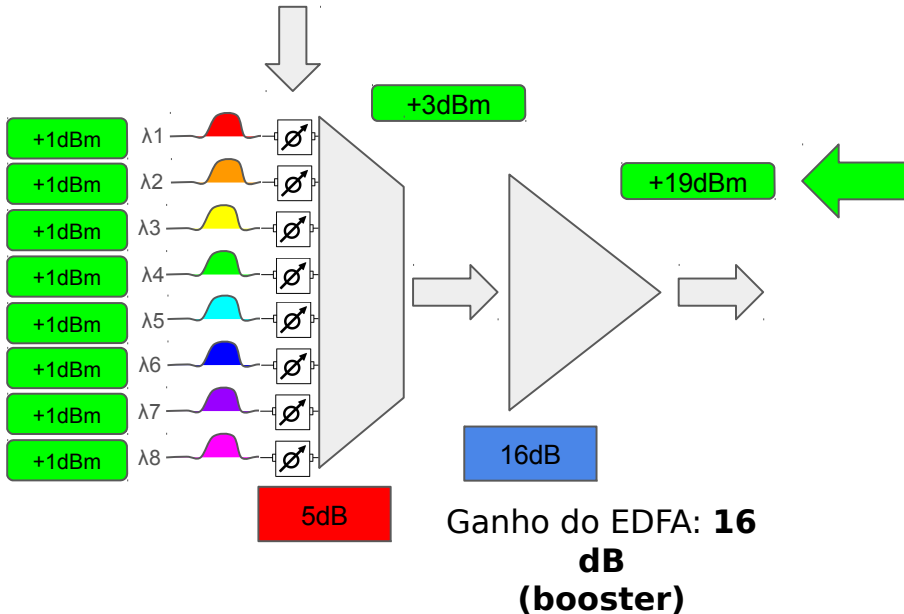 +3dBm
+1dBm λ1
+19dBm
+1dBm λ2
+1dBm λ3
+1dBm λ4
+1dBm λ5
+1dBm λ6
+1dBm λ7
+1dBm λ8
16dB
5dB
Ganho do EDFA: 16
dB
(booster)